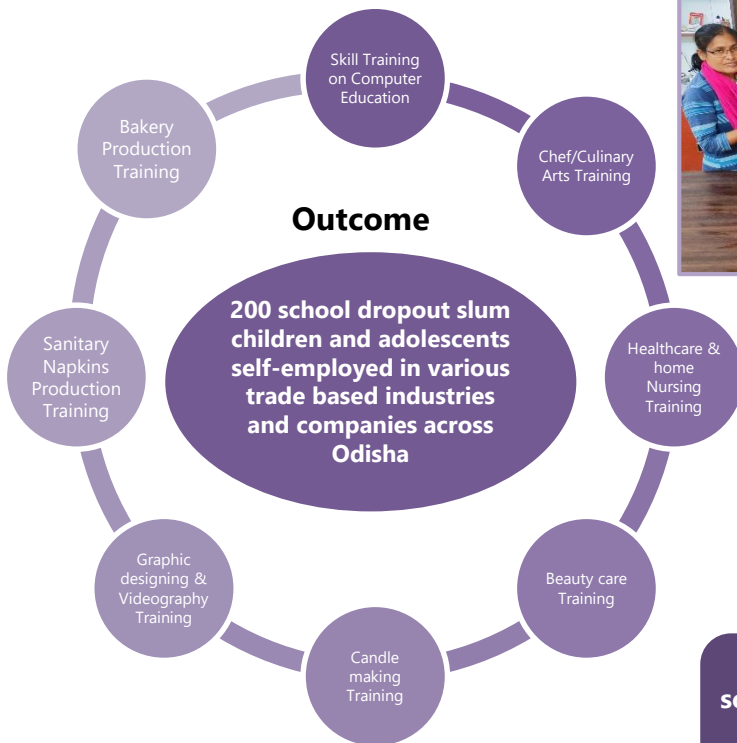 Skill Training
on Computer
Education
Chef/Culinary
Arts Training
Healthcare &
home
Nursing
Training
Beauty care
Training
Candle
making
Training
Graphic
designing &
Videography
Training
Sanitary
Napkins
Production
Training
Bakery
Production
Training
Outcome
200 school dropout slum
children and adolescents
self-employed in various
trade based industries
and companies across
Odisha